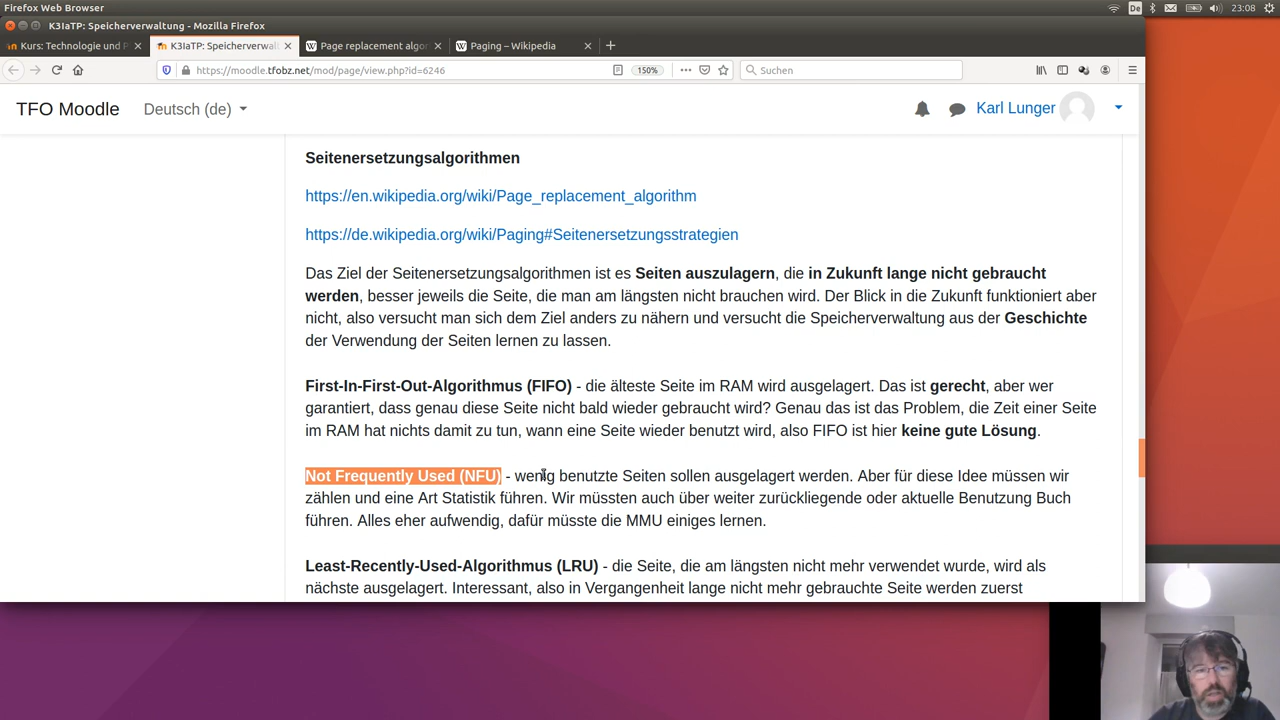 Firefox Web Browser
De
23:08
K3IaTP: Speicherverwaltung - Mozilla Firefox
Kurs: Technologie und P
K3IaTP: Speicherverwal
Page replacement algo
Paging – Wikipedia
https://moodle.tfobz.net/mod/page/view.php?id=6246
150%
Suchen
TFO Moodle
Deutsch (de)
Karl Lunger
Seitenersetzungsalgorithmen
https://en.wikipedia.org/wiki/Page_replacement_algorithm
https://de.wikipedia.org/wiki/Paging#Seitenersetzungsstrategien
Das Ziel der Seitenersetzungsalgorithmen ist es Seiten auszulagern, die in Zukunft lange nicht gebraucht
werden, besser jeweils die Seite, die man am längsten nicht brauchen wird. Der Blick in die Zukunft funktioniert aber
nicht, also versucht man sich dem Ziel anders zu nähern und versucht die Speicherverwaltung aus der Geschichte
der Verwendung der Seiten lernen zu lassen.
First-In-First-Out-Algorithmus (FIFO) - die älteste Seite im RAM wird ausgelagert. Das ist gerecht, aber wer
garantiert, dass genau diese Seite nicht bald wieder gebraucht wird? Genau das ist das Problem, die Zeit einer Seite
im RAM hat nichts damit zu tun, wann eine Seite wieder benutzt wird, also FIFO ist hier keine gute Lösung.
Not Frequently Used (NFU) - wenig benutzte Seiten sollen ausgelagert werden. Aber für diese Idee müssen wir
zählen und eine Art Statistik führen. Wir müssten auch über weiter zurückliegende oder aktuelle Benutzung Buch
führen. Alles eher aufwendig, dafür müsste die MMU einiges lernen.
Least-Recently-Used-Algorithmus (LRU) - die Seite, die am längsten nicht mehr verwendet wurde, wird als
nächste ausgelagert. Interessant, also in Vergangenheit lange nicht mehr gebrauchte Seite werden zuerst